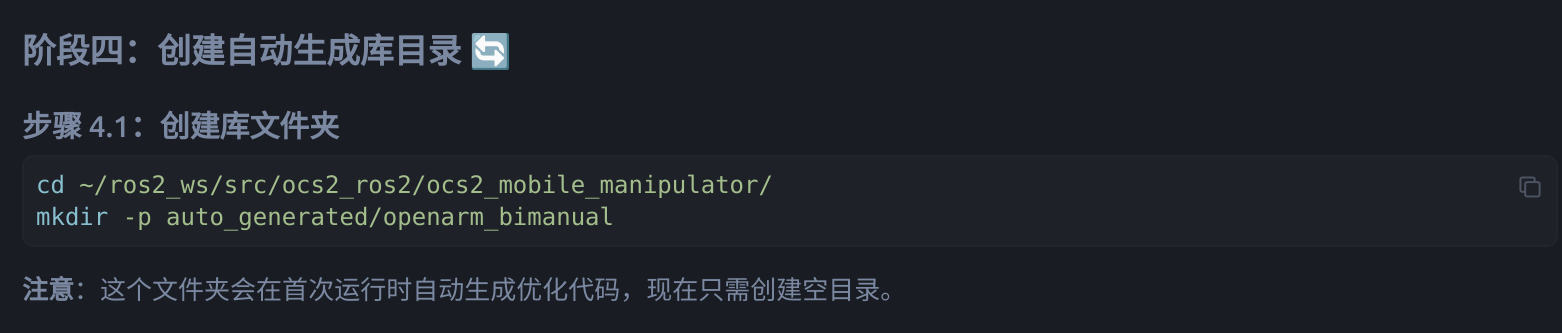 阶段四：创建自动生成库目录 🔄
步骤 4.1：创建库文件夹
cd ~/ros2_ws/src/ocs2_ros2/ocs2_mobile_manipulator/
mkdir -p auto_generated/openarm_bimanual
注意：这个文件夹会在首次运行时自动生成优化代码，现在只需创建空目录。